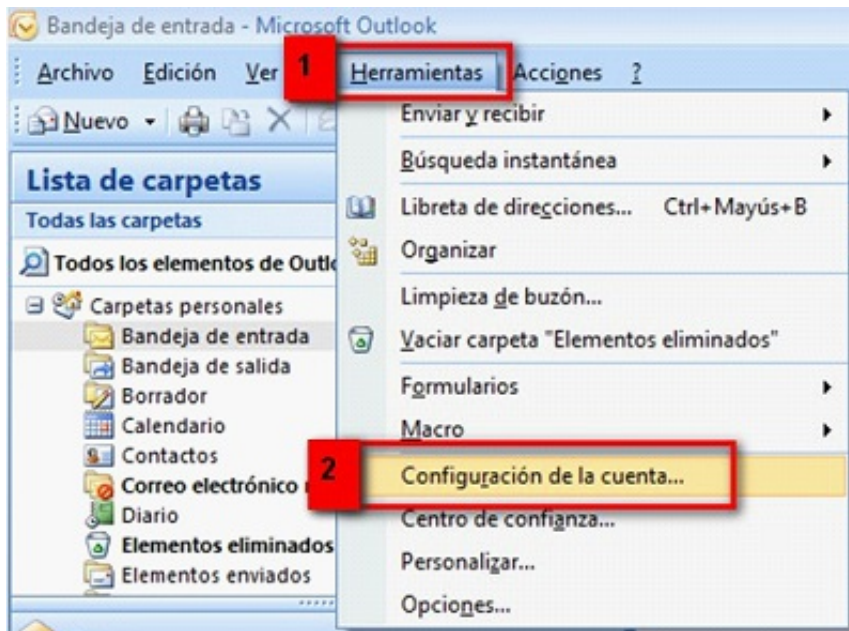 Bandeja de entrada - Microsoft Outlook
Archivo Edición Ver 1 Herramientas Acciones ?
Nuevo
Enviar y recibir
Búsqueda instantánea
Libreta de direcciones... Ctrl+Mayús+B
Organizar
Limpieza de buzón...
Vaciar carpeta "Elementos eliminados"
Formularios
Macro
2 Configuración de la cuenta...
Centro de confianza...
Personalizar...
Opciones...
Lista de carpetas
Todas las carpetas
Todos los elementos de
Carpetas personales
Bandeja de entrada
Bandeja de salida
Borrador
Calendario
Contactos
Correo electrónico
Diario
Elementos eliminados
Elementos enviados